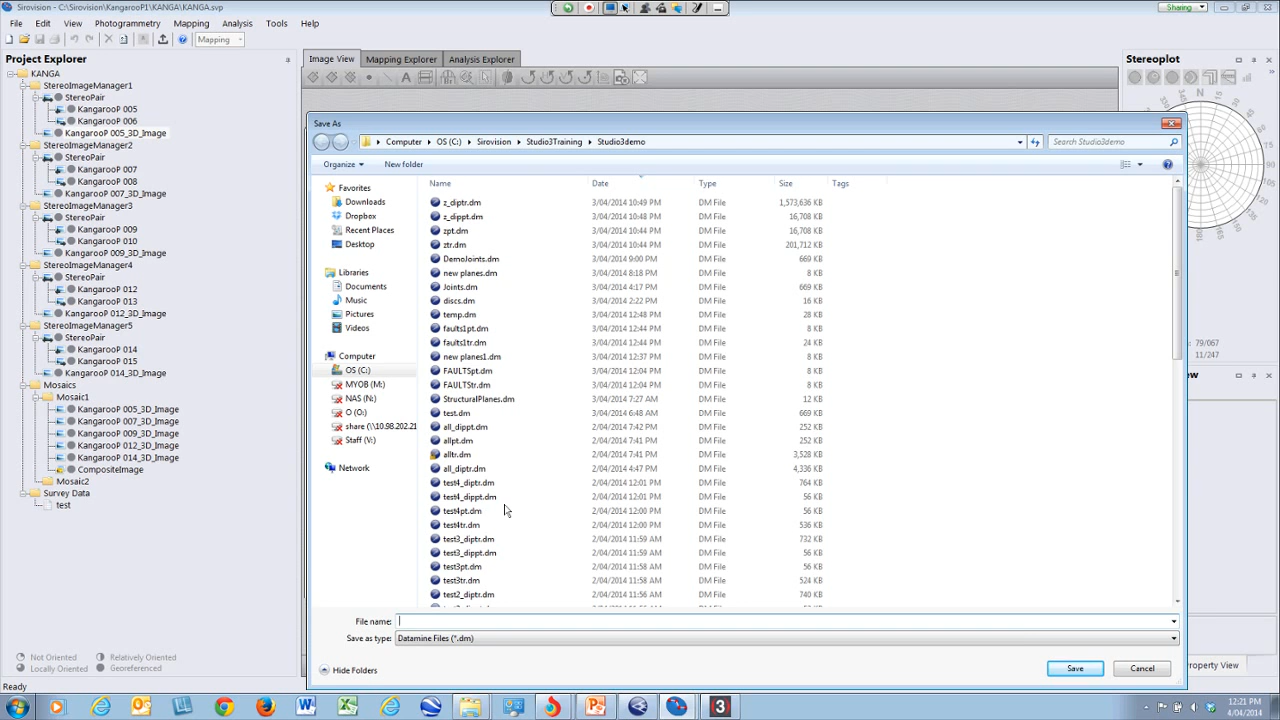 Sirovision - C:\Sirovision\KangarooP1\KANGA\KANGA.svp
Sharing
File Edit View Photogrammetry Mapping Analysis Tools Help
Mapping
Project Explorer
Image View Mapping Explorer Analysis Explorer
Stereoplot
KANGA
StereoImageManager1
StereoPair
KangarooP 005
KangarooP 006
KangarooP 005_3D_Image
StereoImageManager2
StereoPair
KangarooP 007
KangarooP 008
KangarooP 007_3D_Image
StereoImageManager3
StereoPair
KangarooP 009
KangarooP 010
KangarooP 009_3D_Image
StereoImageManager4
StereoPair
KangarooP 012
KangarooP 013
KangarooP 012_3D_Image
StereoImageManager5
StereoPair
KangarooP 014
KangarooP 015
KangarooP 014_3D_Image
Mosaics
Mosaic1
KangarooP 005_3D_Image
KangarooP 007_3D_Image
KangarooP 009_3D_Image
KangarooP 012_3D_Image
KangarooP 014_3D_Image
CompositeImage
Mosaic2
Survey Data
test
Not Oriented Relatively Oriented
Locally Oriented Georeferenced
Ready
Save As
Computer OS (C:) Sirovision Studio3Training Studio3demo
Search Studio3demo
Organize New folder
Favorites
Downloads
Dropbox
Recent Places
Desktop
Libraries
Documents
Music
Pictures
Videos
Computer
OS (C:)
MYOB (M:)
NAS (N:)
O (O:)
share (\\10.98.202.21
Staff (V:)
Network
Name Date Type Size Tags
z_diptr.dm 3/04/2014 10:49 PM DM File 1,573,636 KB
z_dippt.dm 3/04/2014 10:44 PM DM File 16,708 KB
zpt.dm 3/04/2014 10:44 PM DM File 16,708 KB
ztr.dm 3/04/2014 10:44 PM DM File 201,712 KB
DemoJoints.dm 3/04/2014 9:00 PM DM File 669 KB
new planes.dm 3/04/2014 8:18 PM DM File 8 KB
Joints.dm 3/04/2014 4:17 PM DM File 669 KB
discs.dm 3/04/2014 2:22 PM DM File 16 KB
temp.dm 3/04/2014 12:48 PM DM File 28 KB
faults1pt.dm 3/04/2014 12:44 PM DM File 8 KB
faults1tr.dm 3/04/2014 12:44 PM DM File 24 KB
new planes1.dm 3/04/2014 12:37 PM DM File 8 KB
FAULTSpt.dm 3/04/2014 12:04 PM DM File 8 KB
FAULTStr.dm 3/04/2014 12:04 PM DM File 8 KB
StructuralPlanes.dm 3/04/2014 7:27 AM DM File 12 KB
test.dm 3/04/2014 6:48 AM DM File 669 KB
all_dippt.dm 2/04/2014 7:42 PM DM File 252 KB
allpt.dm 2/04/2014 7:41 PM DM File 252 KB
alltr.dm 2/04/2014 7:41 PM DM File 3,528 KB
all_diptr.dm 2/04/2014 4:47 PM DM File 4,336 KB
test4_diptr.dm 2/04/2014 12:01 PM DM File 764 KB
test4_dippt.dm 2/04/2014 12:01 PM DM File 56 KB
test4pt.dm 2/04/2014 12:00 PM DM File 56 KB
test4tr.dm 2/04/2014 12:00 PM DM File 536 KB
test3_diptr.dm 2/04/2014 11:59 AM DM File 732 KB
test3_dippt.dm 2/04/2014 11:59 AM DM File 56 KB
test3pt.dm 2/04/2014 11:58 AM DM File 56 KB
test3tr.dm 2/04/2014 11:58 AM DM File 524 KB
test2_diptr.dm 2/04/2014 11:56 AM DM File 740 KB
File name:
Save as type: Datamine Files (*.dm)
Hide Folders Save Cancel
N
79/067
11/247
Property View
12:21 PM
4/04/2014